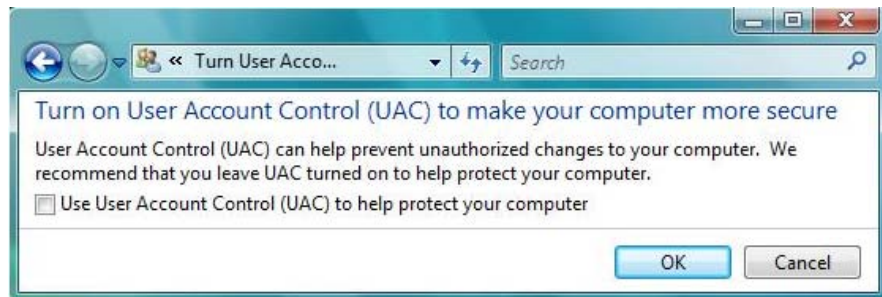 « Turn User Acco...
Search
Turn on User Account Control (UAC) to make your computer more secure
User Account Control (UAC) can help prevent unauthorized changes to your computer. We
recommend that you leave UAC turned on to help protect your computer.
Use User Account Control (UAC) to help protect your computer
OK Cancel